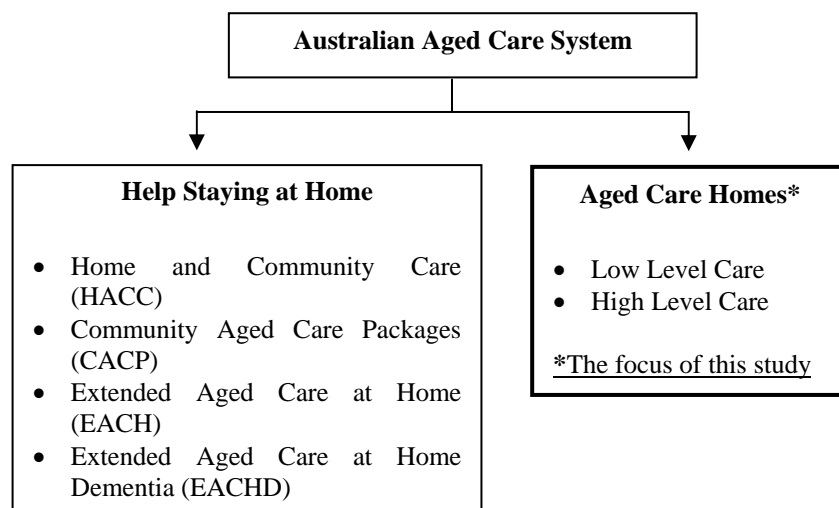 Australian Aged Care System
Help Staying at Home
• Home and Community Care
(HACC)
• Community Aged Care Packages
(CACP)
• Extended Aged Care at Home
(EACH)
• Extended Aged Care at Home
Dementia (EACHD)
Aged Care Homes*
• Low Level Care
• High Level Care
*The focus of this study